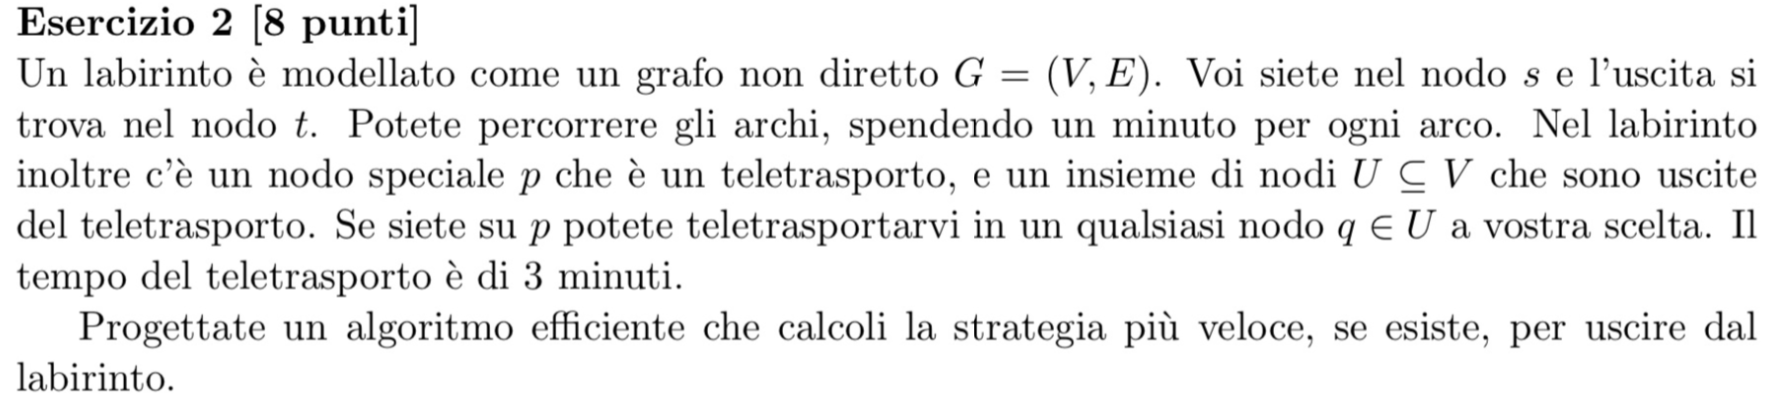 Esercizio 2 [8 punti]
Un labirinto è modellato come un grafo non diretto G = (V, E). Voi siete nel nodo s e l'uscita si
trova nel nodo t. Potete percorrere gli archi, spendendo un minuto per ogni arco. Nel labirinto
inoltre c'è un nodo speciale p che è un teletrasporto, e un insieme di nodi U ⊆ V che sono uscite
del teletrasporto. Se siete su p potete teletrasportarvi in un qualsiasi nodo q ∈ U a vostra scelta. Il
tempo del teletrasporto è di 3 minuti.
Progettate un algoritmo efficiente che calcoli la strategia più veloce, se esiste, per uscire dal
labirinto.